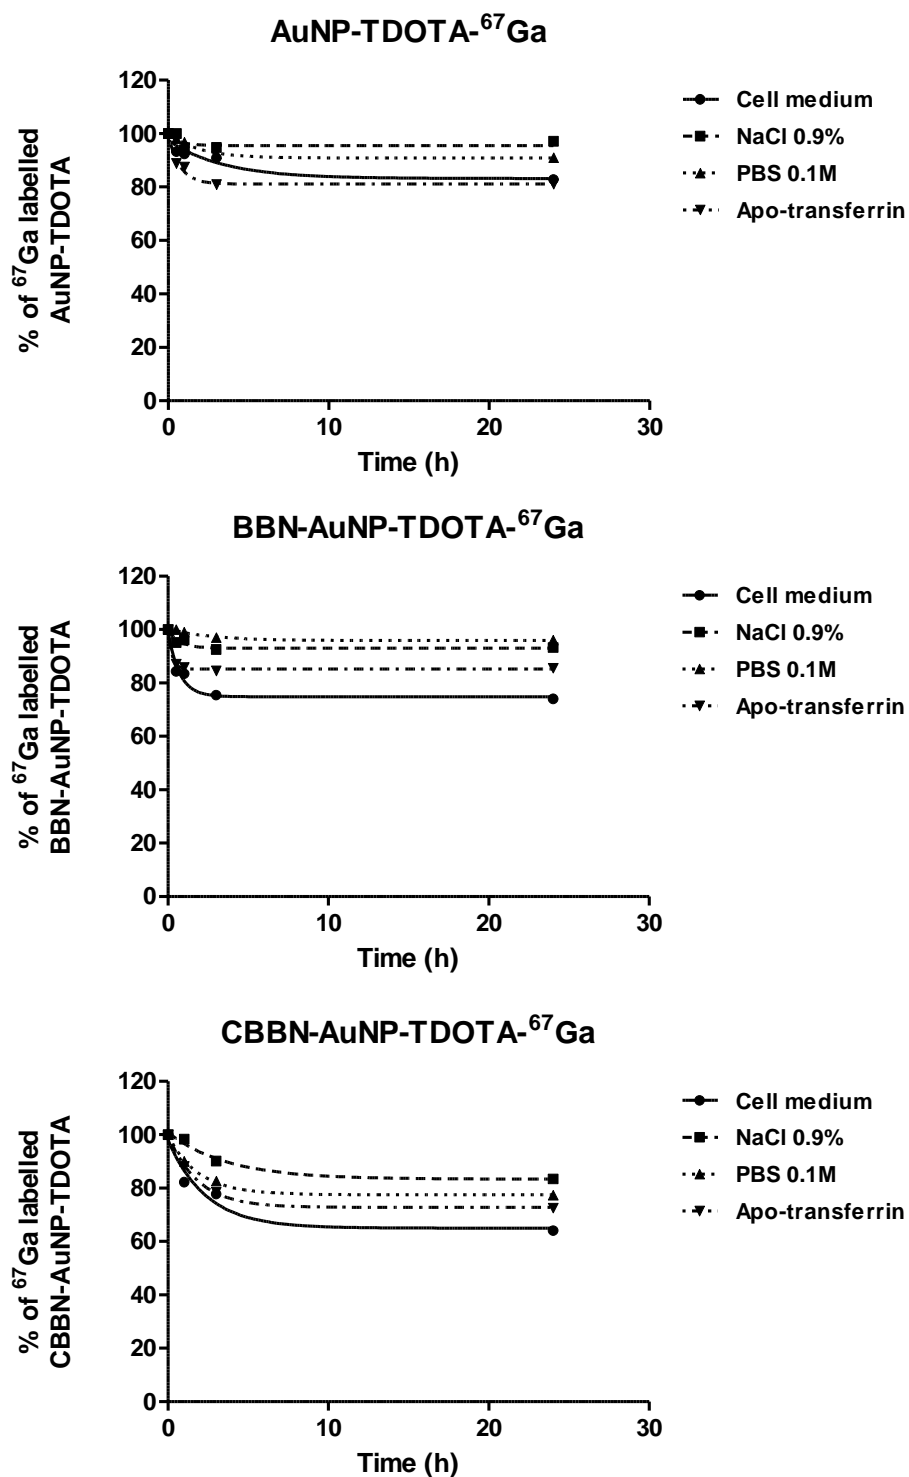 AuNP-TDOTA-⁶⁷Ga
% of ⁶⁷Ga labelled
AuNP-TDOTA
120
100
80
60
40
20
0
0 10 20 30
Time (h)
Cell medium
NaCl 0.9%
PBS 0.1M
Apo-transferrin
BBN-AuNP-TDOTA-⁶⁷Ga
% of ⁶⁷Ga labelled
BBN-AuNP-TDOTA
120
100
80
60
40
20
0
0 10 20 30
Time (h)
Cell medium
NaCl 0.9%
PBS 0.1M
Apo-transferrin
CBBN-AuNP-TDOTA-⁶⁷Ga
% of ⁶⁷Ga labelled
CBBN-AuNP-TDOTA
120
100
80
60
40
20
0
0 10 20 30
Time (h)
Cell medium
NaCl 0.9%
PBS 0.1M
Apo-transferrin